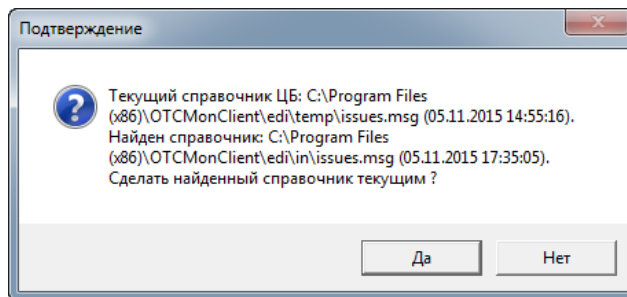 Подтверждение
Текущий справочник ЦБ: C:\Program Files
(x86)\OTCMonClient\edi\temp\issues.msg (05.11.2015 14:55:16).
Найден справочник: C:\Program Files
(x86)\OTCMonClient\edi\in\issues.msg (05.11.2015 17:35:05).
Сделать найденный справочник текущим ?
Да Нет